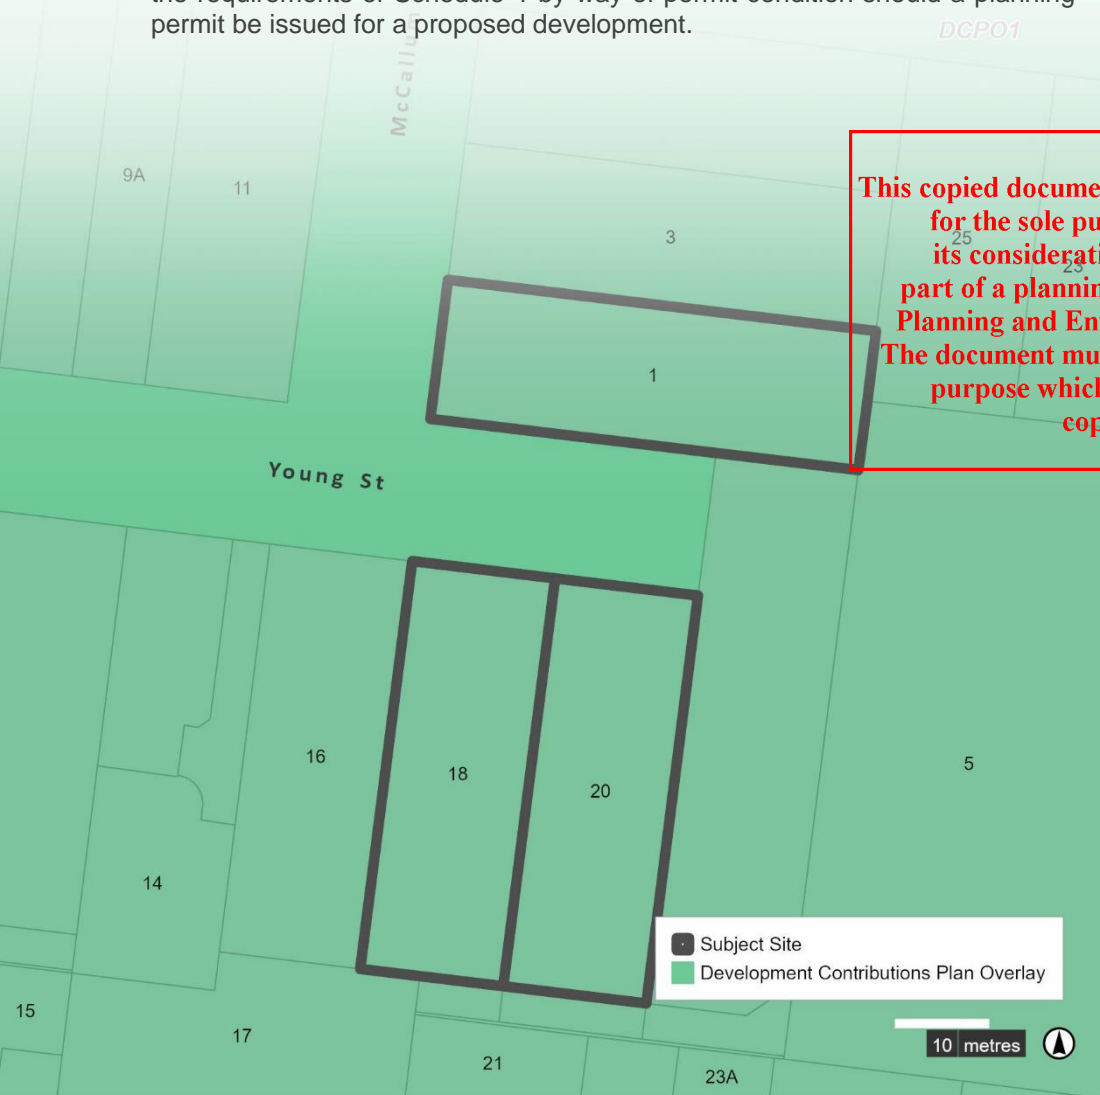 permit be issued for a proposed development.
DCPO1
McCallum
9A
11
3
25
23
This copied docume
for the sole pu
its considerati
part of a plannin
Planning and En
The document mu
purpose which
cop
1
Young St
16
18
20
5
14
15
17
21
23A
Subject Site
Development Contributions Plan Overlay
10 metres